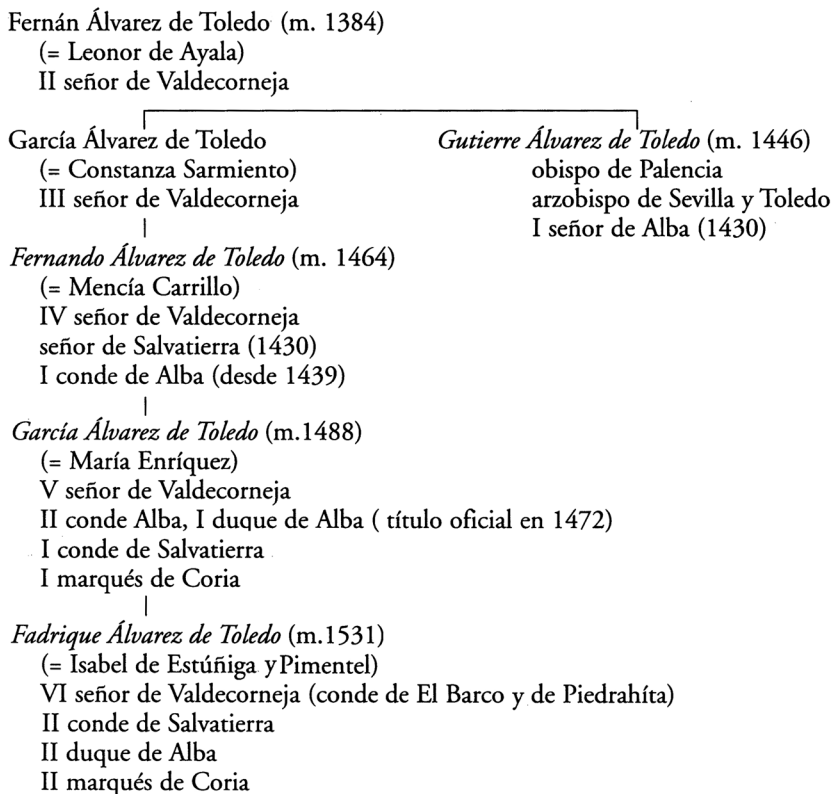 Fernán Álvarez de Toledo (m. 1384)
(= Leonor de Ayala)
II señor de Valdecorneja
García Álvarez de Toledo
(= Constanza Sarmiento)
III señor de Valdecorneja
Gutierre Álvarez de Toledo (m. 1446)
obispo de Palencia
arzobispo de Sevilla y Toledo
I señor de Alba (1430)
Fernando Álvarez de Toledo (m. 1464)
(= Mencía Carrillo)
IV señor de Valdecorneja
señor de Salvatierra (1430)
I conde de Alba (desde 1439)
García Álvarez de Toledo (m.1488)
(= María Enríquez)
V señor de Valdecorneja
II conde Alba, I duque de Alba ( título oficial en 1472)
I conde de Salvatierra
I marqués de Coria
Fadrique Álvarez de Toledo (m.1531)
(= Isabel de Estúñiga y Pimentel)
VI señor de Valdecorneja (conde de El Barco y de Piedrahíta)
II conde de Salvatierra
II duque de Alba
II marqués de Coria